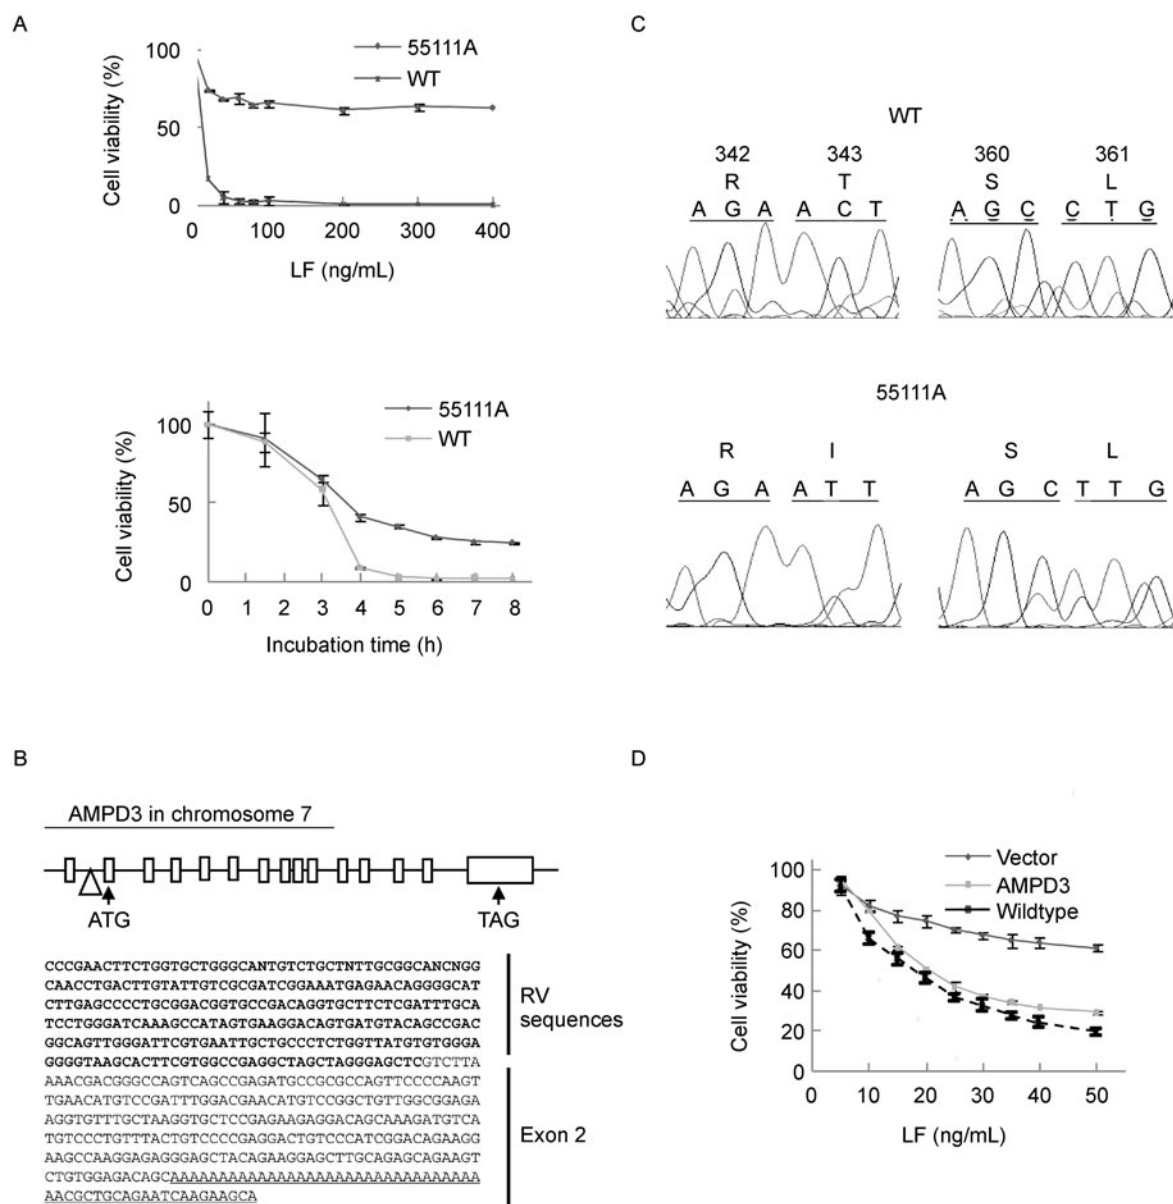 A
55111A
WT
Cell viability (%)
100
50
0
0 100 200 300 400
LF (ng/mL)
55111A
WT
Cell viability (%)
100
50
0
0 1 2 3 4 5 6 7 8
Incubation time (h)
B
AMPD3 in chromosome 7
ATG TAG
CCCGAACTTCTGGTGCTGGGCANTGTCTGCTNTTGCGGCANCNGG
CAACCTGACTTGTATTGTCGCGATCGGAAATGAGAACAGGGGCAT
CTTGAGCCCCTGCGGACGGTGCCGACAGGTGCTTCTCGATTTGCA
TCCTGGGATCAAAGCCATAGTGAAGGACAGTGATGTACAGCCGAC
GGCAGTTGGGATTCGTGAATTGCTGCCCTCTGGTTATGTGTGGGA
GGGGTAAGCACTTCGTGGCCGAGGCTAGCTAGGGAGCTCGTCTTA
AAACGACGGGCCAGTCAGCCGAGATGCCGCGCCAGTTCCCCAAGT
TGAACATGTCCGATTTGGACGAACATGTCCGGCTGTTGGCGGAGA
AGGTGTTTGCTAAGGTGCTCCGAGAAGAGGACAGCAAAGATGTCA
TGTCCCTGTTTACTGTCCCCGAGGACTGTCCCATCGGACAGAAGG
AAGCCAAGGAGAGGGAGCTACAGAAGGAGCTTGCAGAGCAGAAGT
CTGTGGAGACAGCAAAAAAAAAAAAAAAAAAAAAAAAAAAAAAAA
AACGCTGCAGAATCAAGAAGCA
RV
sequences
Exon 2
C
WT
342 343 360 361
R T S L
A G A A C T A G C C T G
55111A
R I S L
A G A A T T A G C T T G
D
Vector
AMPD3
Wildtype
Cell viability (%)
100
80
60
40
20
0
0 10 20 30 40 50
LF (ng/mL)